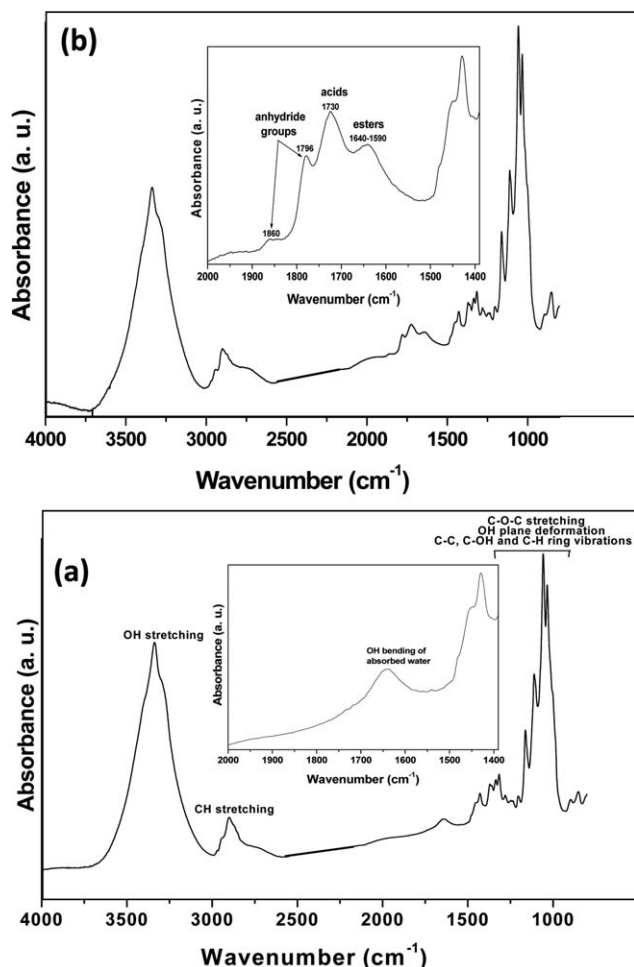 (b)
Absorbance (a. u.)
acids
1730
esters
1640-1590
anhydride
groups
1796
1860
Absorbance (a. u.)
2000 1900 1800 1700 1600 1500 1400
Wavenumber (cm-1)
4000 3500 3000 2500 2000 1500 1000
Wavenumber (cm-1)
C-O-C stretching
OH plane deformation
C-C, C-OH and C-H ring vibrations
(a)
Absorbance (a. u.)
OH stretching
CH stretching
OH bending of
absorbed water
Absorbance (a. u.)
2000 1900 1800 1700 1600 1500 1400
Wavenumber (cm-1)
4000 3500 3000 2500 2000 1500 1000
Wavenumber (cm-1)